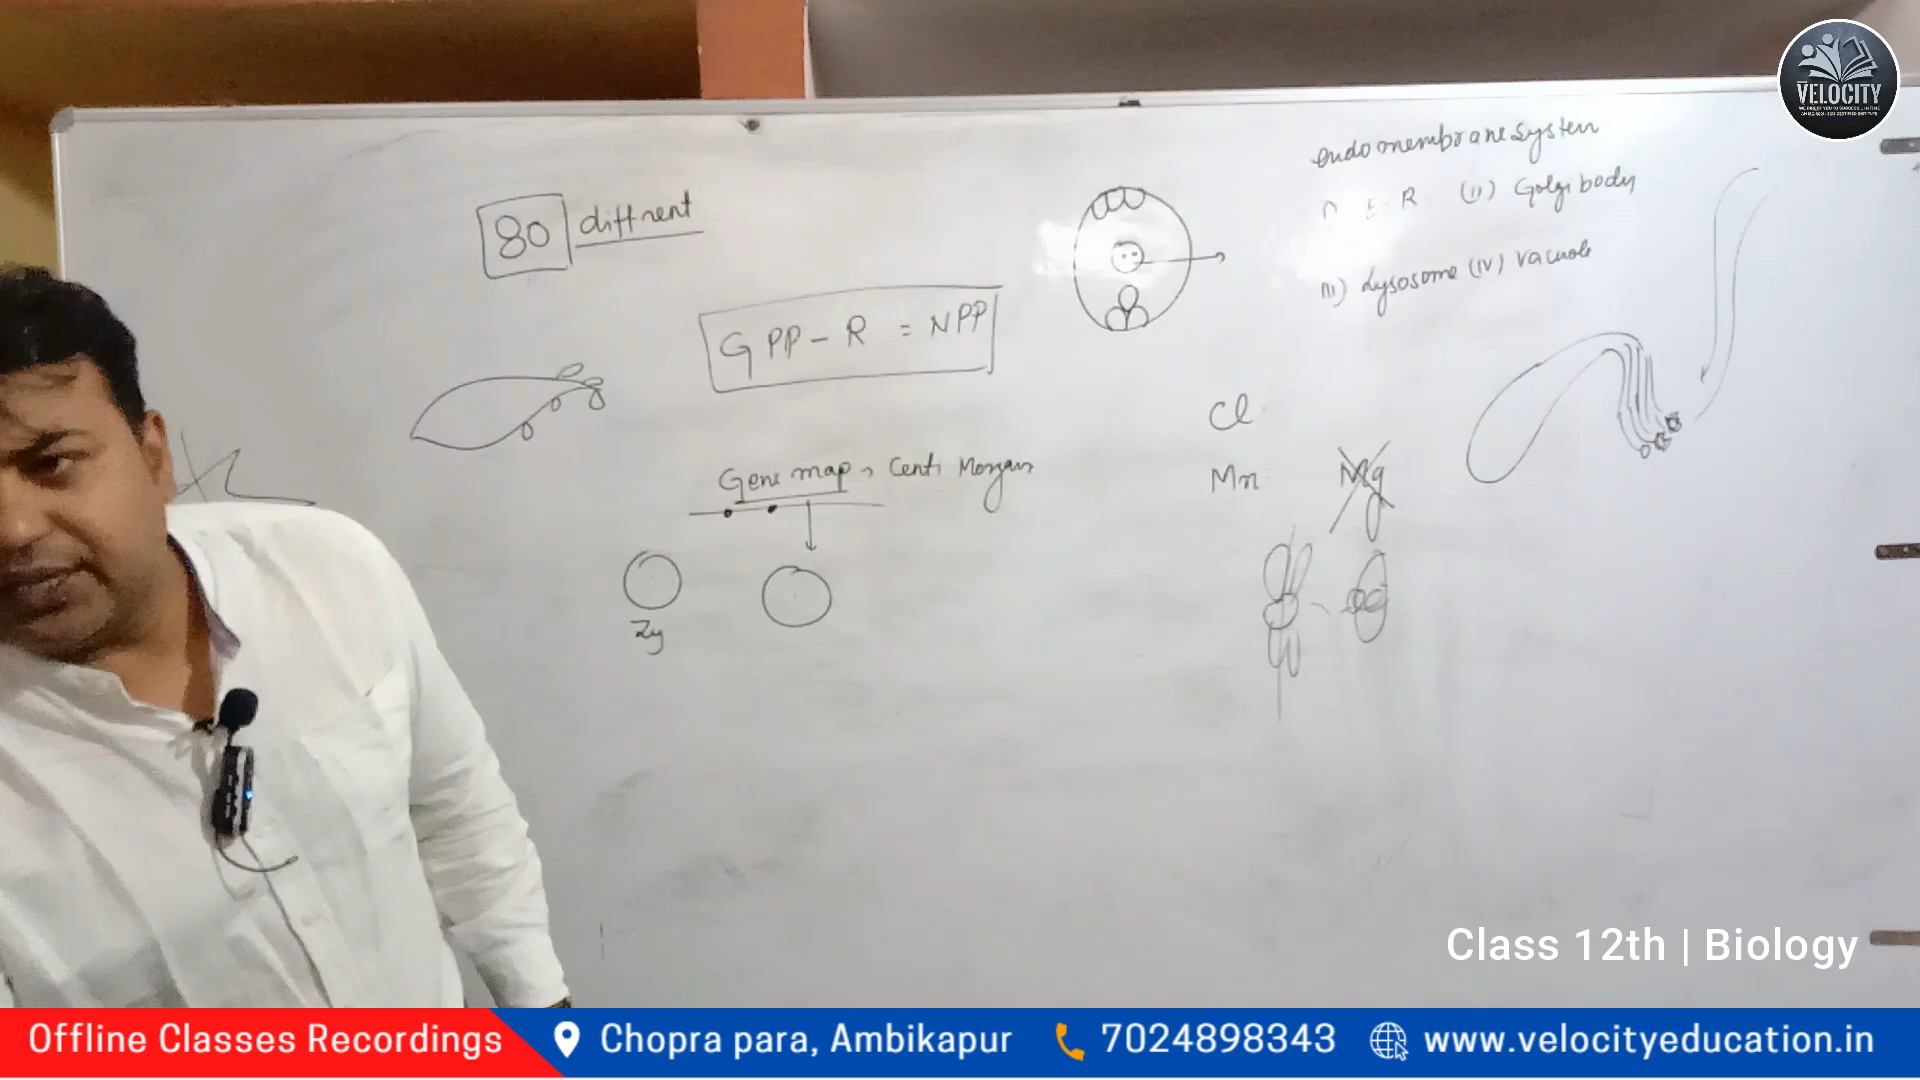 VELOCITY
endomembrane system
E R (II) Golgi body
III) Lysosome (IV) Vacuole
80 diffrent
GPP - R = NPP
Cl
Gene map, Centi Morgan
Mn Mg
Zy
Class 12th | Biology
Offline Classes Recordings Chopra para, Ambikapur 7024898343 www.velocityeducation.in